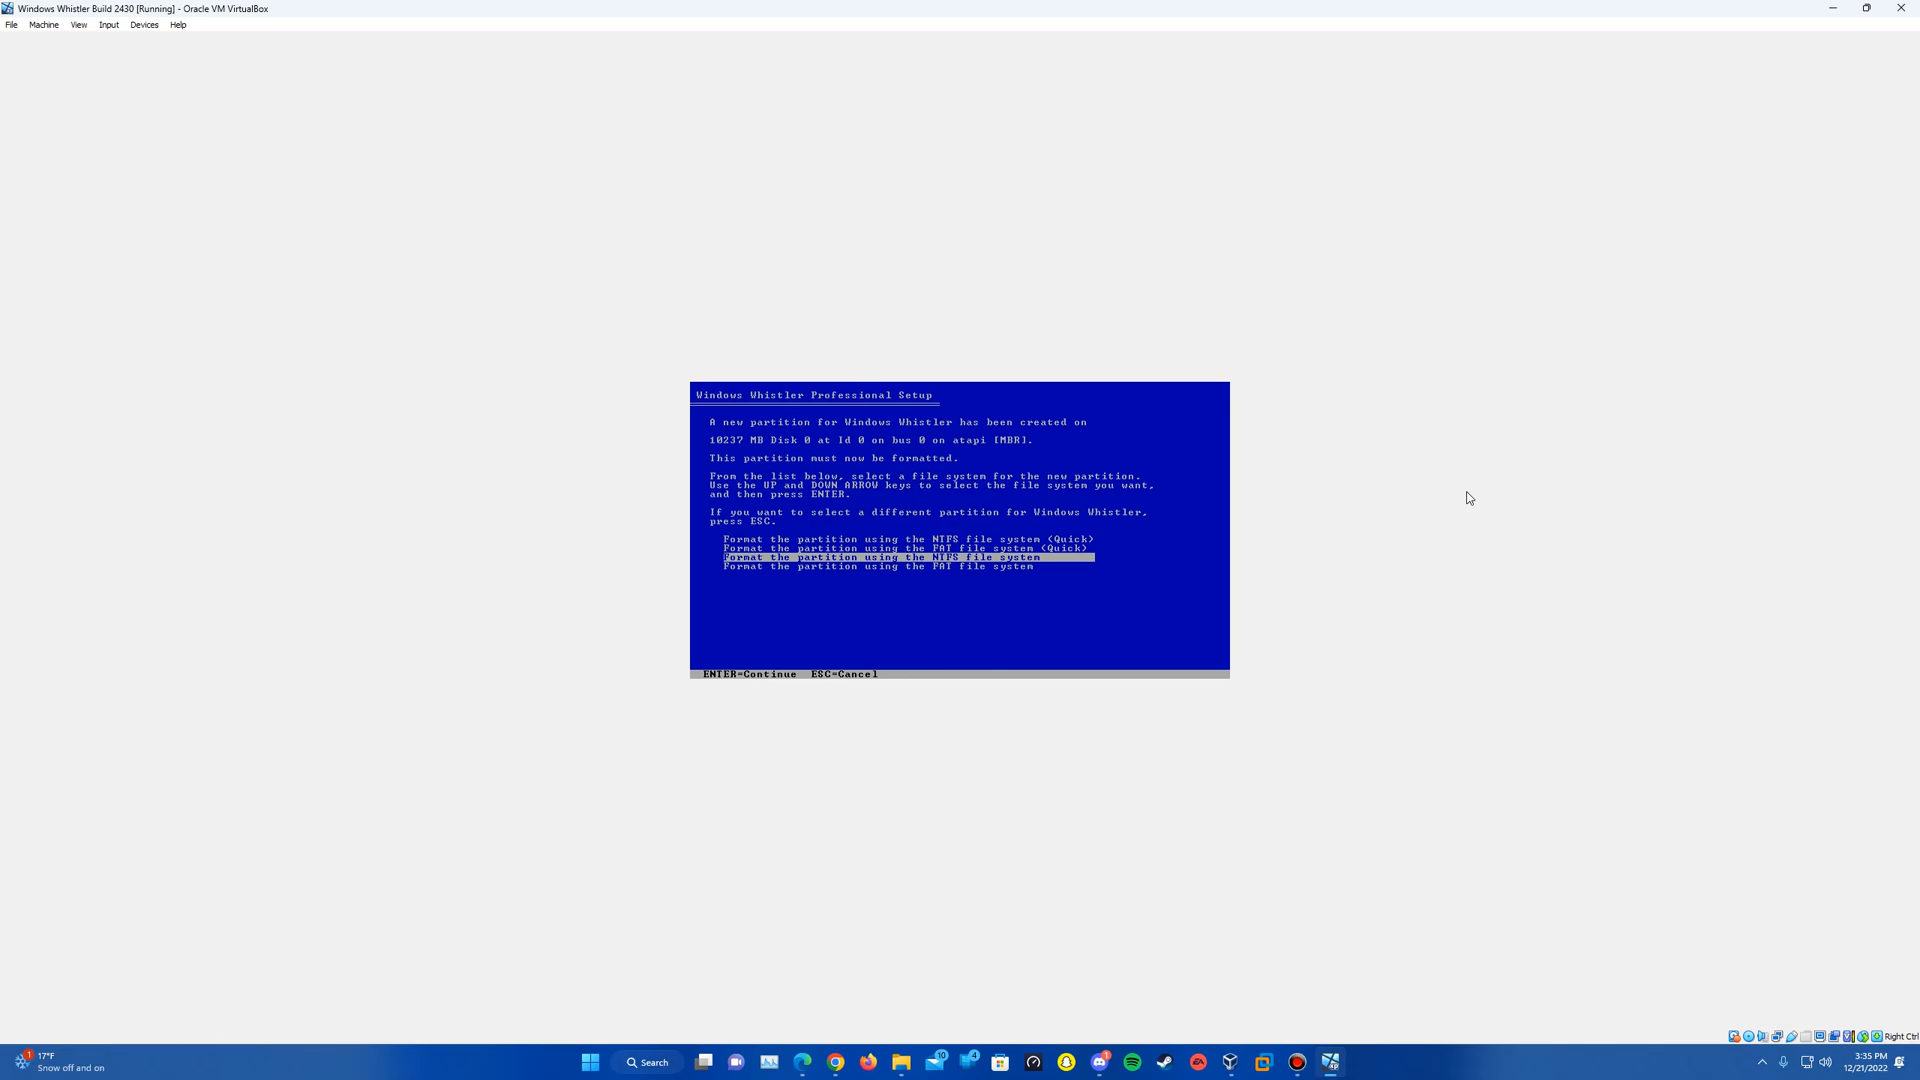 Windows Whistler Build 2430 [Running] - Oracle VM VirtualBox
File Machine View Input Devices Help
Windows Whistler Professional Setup
A new partition for Windows Whistler has been created on
10237 MB Disk 0 at Id 0 on bus 0 on atapi [MBR].
This partition must now be formatted.
From the list below, select a file system for the new partition.
Use the UP and DOWN ARROW keys to select the file system you want,
and then press ENTER.
If you want to select a different partition for Windows Whistler,
press ESC.
Format the partition using the NTFS file system (Quick)
Format the partition using the FAT file system (Quick)
Format the partition using the NTFS file system
Format the partition using the FAT file system
ENTER=Continue ESC=Cancel
Right Ctrl
1
17°F
Snow off and on
Search
10
4
1
3:35 PM
12/21/2022